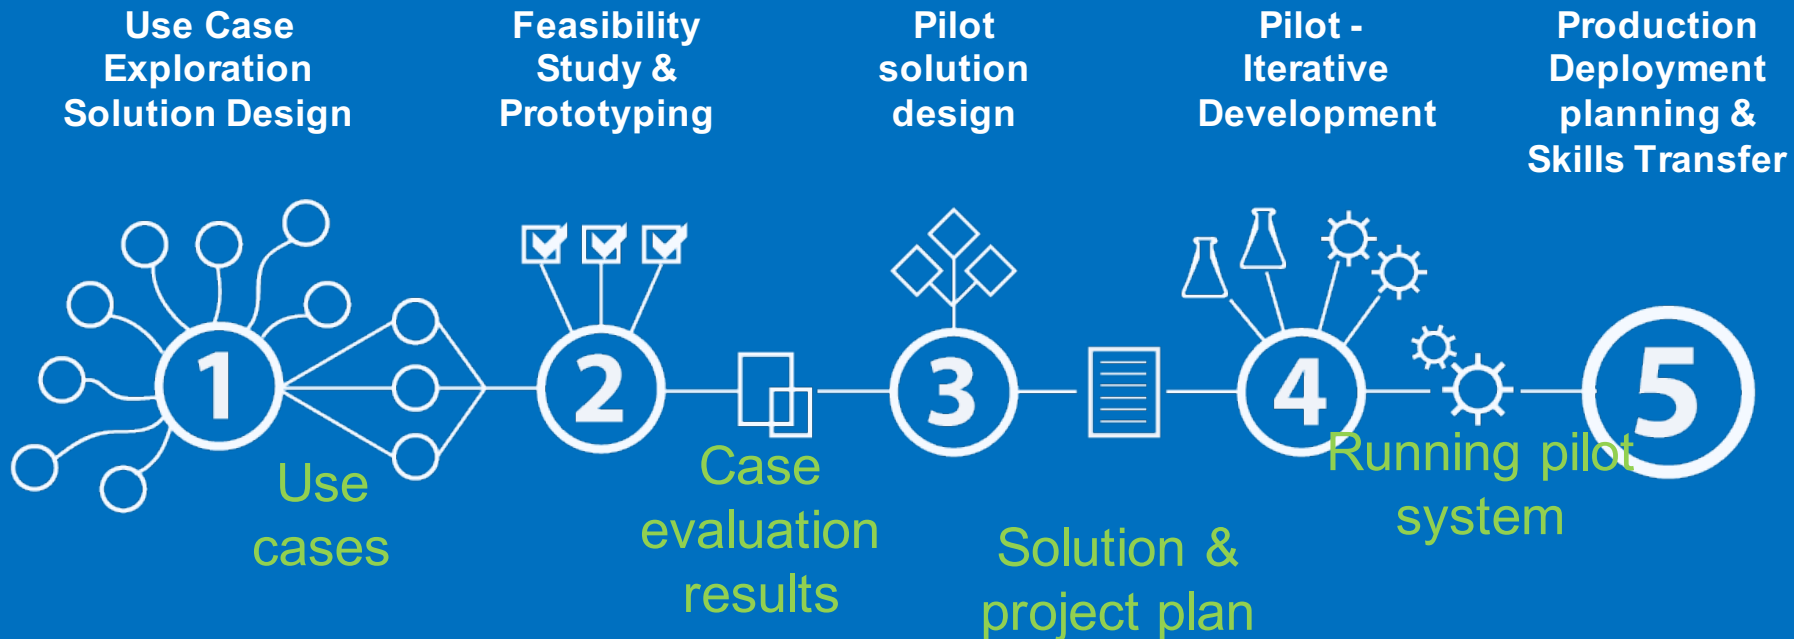 Use Case
Exploration
Solution Design
Feasibility
Study &
Prototyping
Pilot
solution
design
Pilot -
Iterative
Development
Production
Deployment
planning &
Skills Transfer
1
2
3
4
5
Use
cases
Case
evaluation
results
Solution &
project plan
Running pilot
system